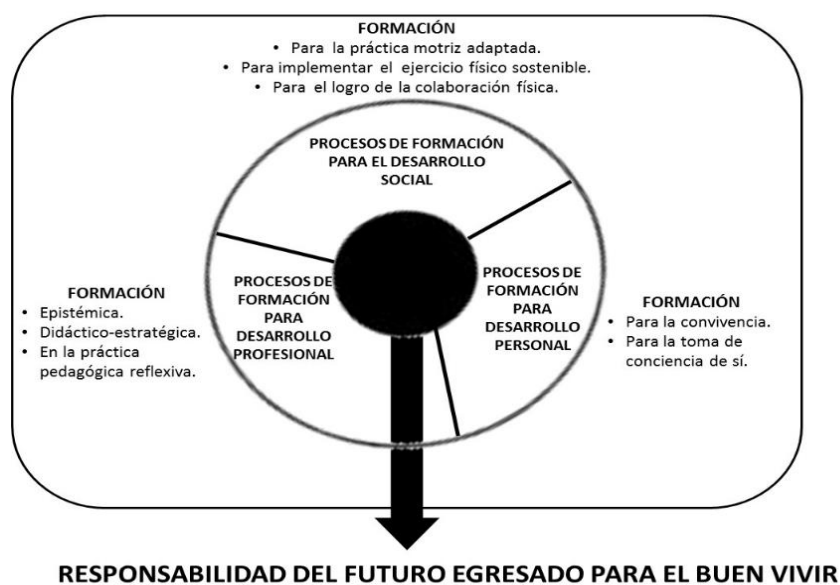 FORMACIÓN
• Para la práctica motriz adaptada.
• Para implementar el ejercicio físico sostenible.
• Para el logro de la colaboración física.
PROCESOS DE FORMACIÓN
PARA EL DESARROLLO
SOCIAL
FORMACIÓN
• Epistémica.
• Didáctico-estratégica.
• En la práctica
pedagógica reflexiva.
PROCESOS DE
FORMACIÓN
PARA
DESARROLLO
PROFESIONAL
PROCESOS DE
FORMACIÓN
PARA
DESARROLLO
PERSONAL
FORMACIÓN
• Para la convivencia.
• Para la toma de
conciencia de sí.
RESPONSABILIDAD DEL FUTURO EGRESADO PARA EL BUEN VIVIR